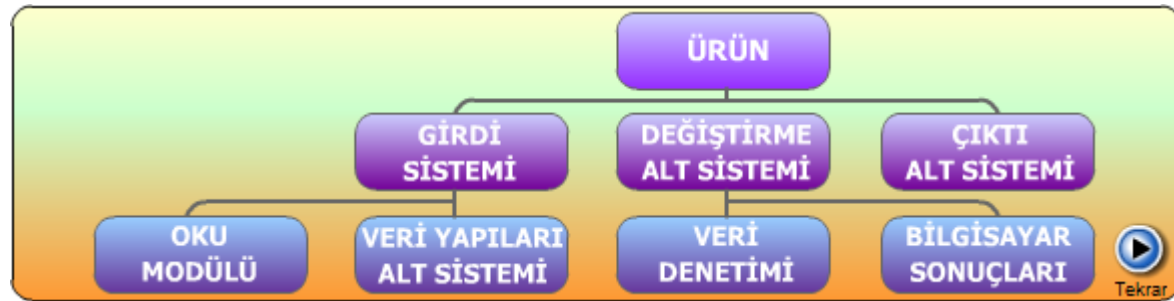 ÜRÜN
GİRDİ
SİSTEMİ
DEĞİŞTİRME
ALT SİSTEMİ
ÇIKTI
ALT SİSTEMİ
OKU
MODÜLÜ
VERİ YAPILARI
ALT SİSTEMİ
VERİ
DENETİMİ
BİLGİSAYAR
SONUÇLARI
Tekrar